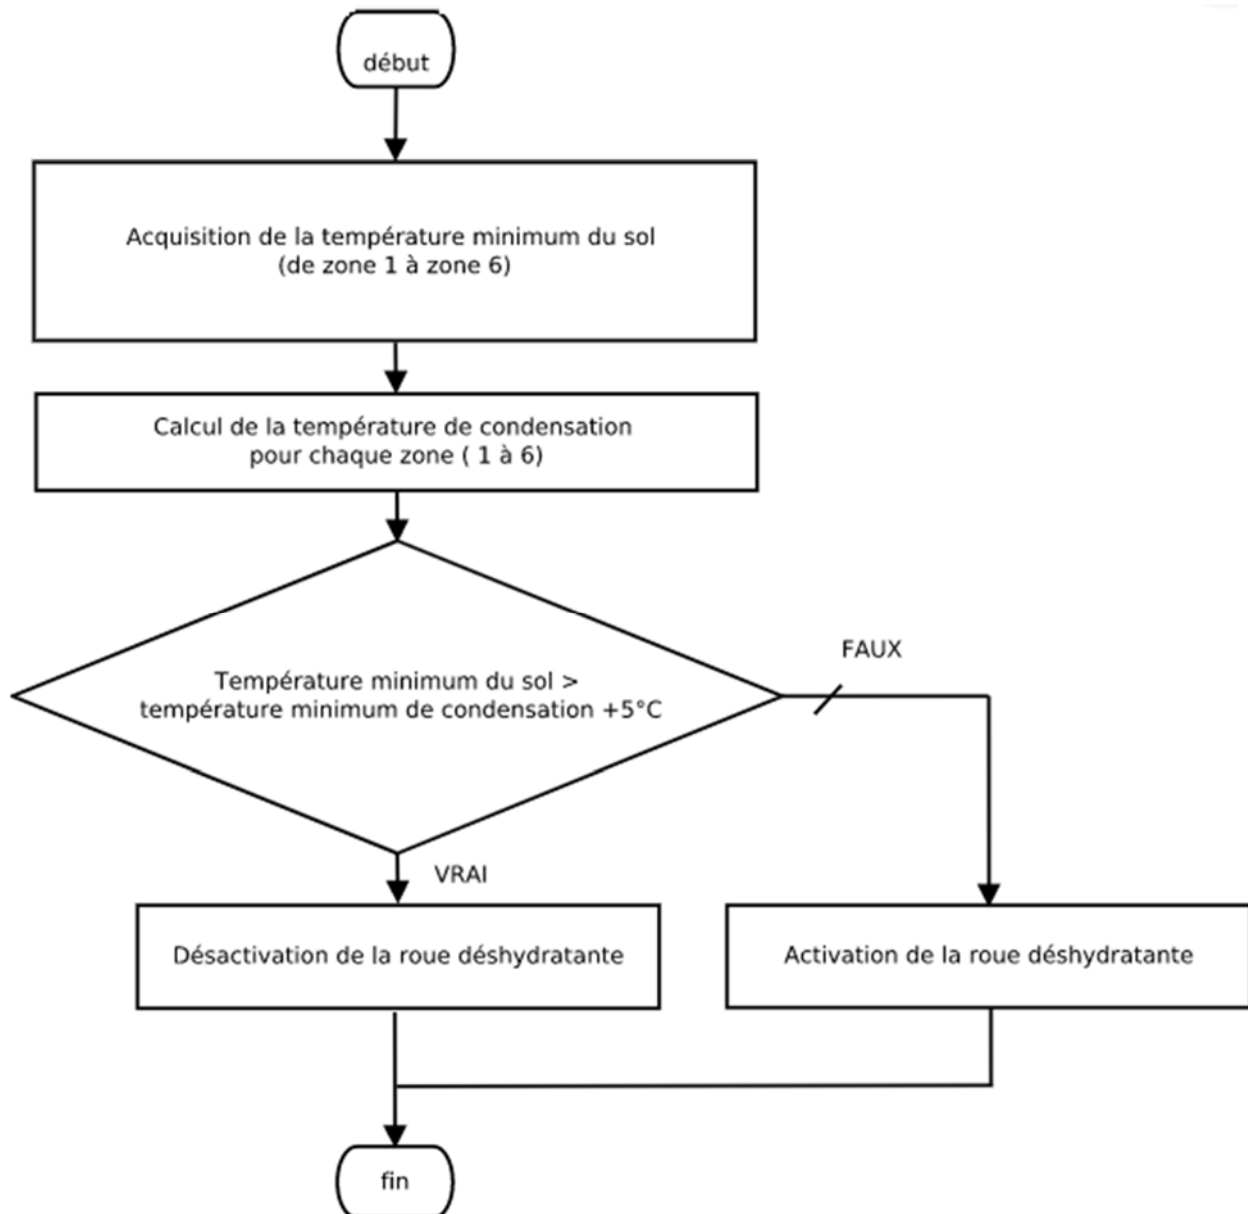 début
Acquisition de la température minimum du sol
(de zone 1 à zone 6)
Calcul de la température de condensation
pour chaque zone ( 1 à 6)
Température minimum du sol >
température minimum de condensation +5°C
FAUX
VRAI
Désactivation de la roue déshydratante
Activation de la roue déshydratante
fin